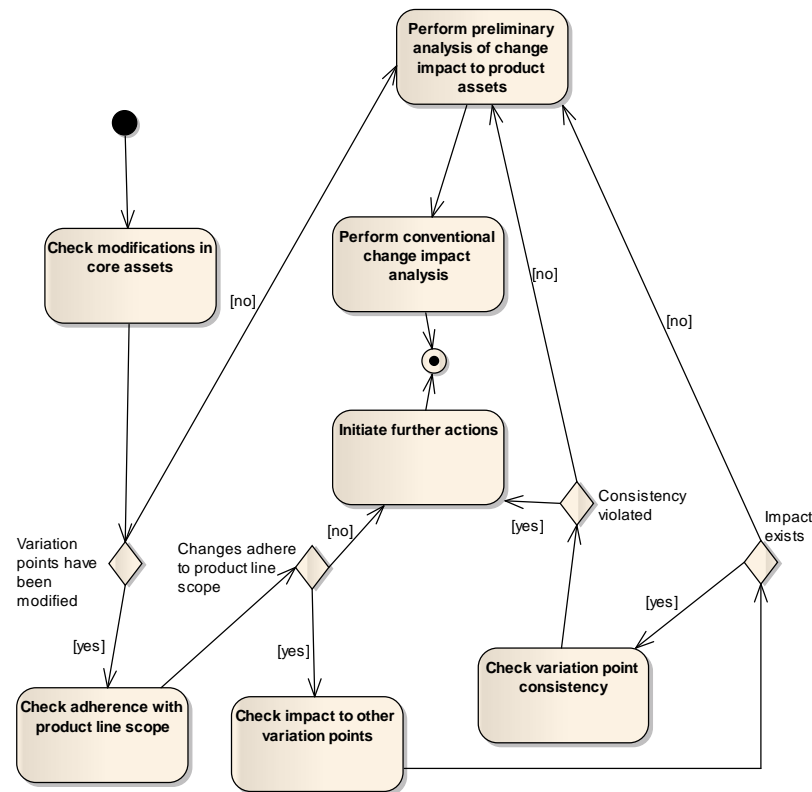 Perform preliminary
analysis of change
impact to product
assets
Check modifications in
core assets
Perform conventional
change impact
analysis
[no]
[no]
[no]
Initiate further actions
Consistency
violated
[yes]
Impact
exists
Variation
points have
been
modified
Changes adhere
to product line
scope
[no]
[yes]
[yes]
[yes]
Check variation point
consistency
Check adherence with
product line scope
Check impact to other
variation points